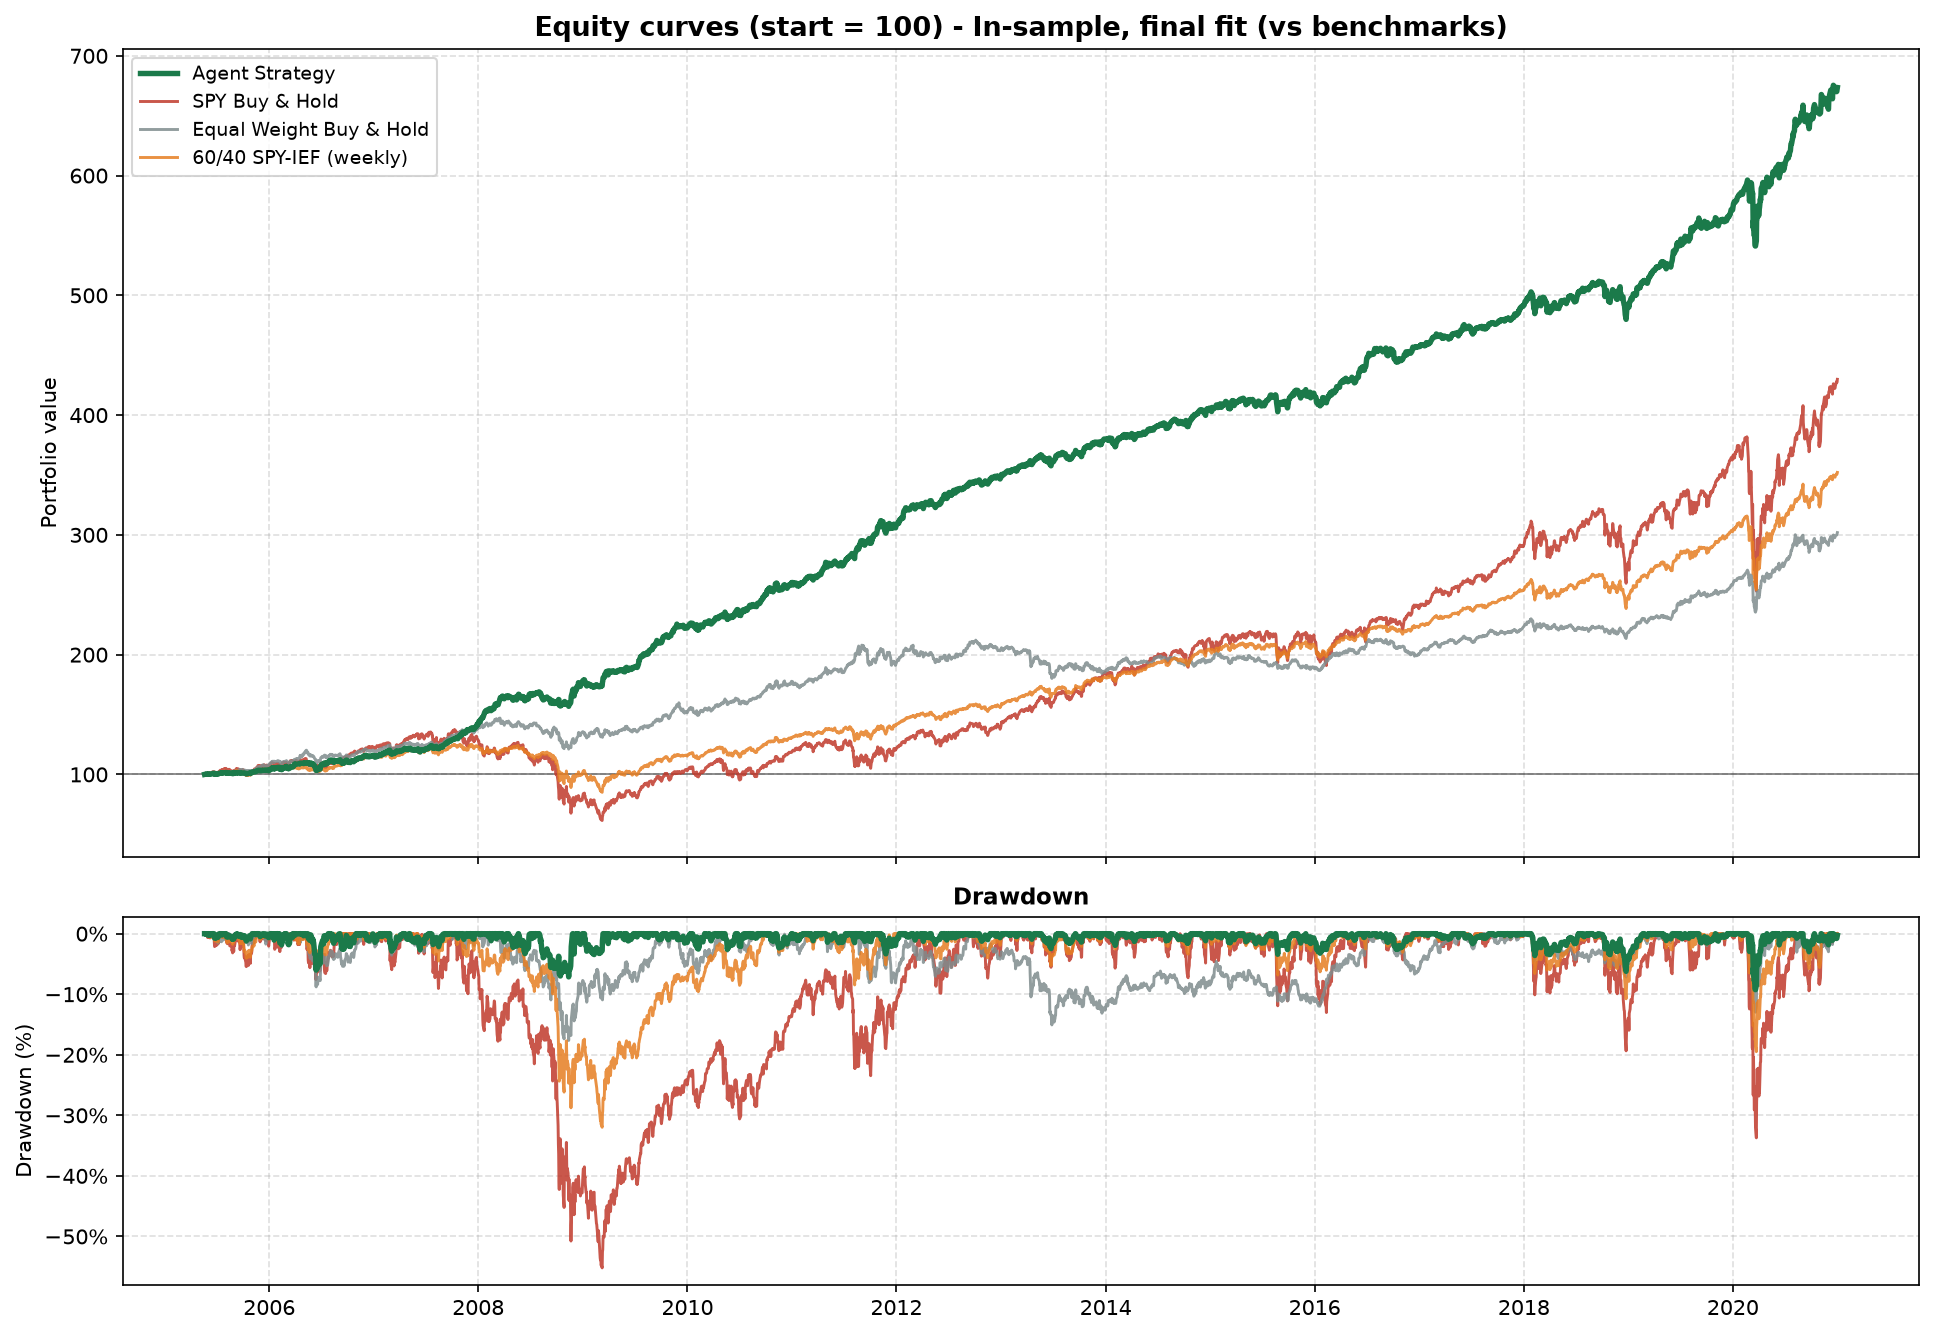 Equity curves (start = 100) - In-sample, final fit (vs benchmarks)
Agent Strategy
SPY Buy & Hold
Equal Weight Buy & Hold
60/40 SPY-IEF (weekly)
Portfolio value
700
600
500
400
300
200
100
Drawdown
Drawdown (%)
0%
−10%
−20%
−30%
−40%
−50%
2006 2008 2010 2012 2014 2016 2018 2020